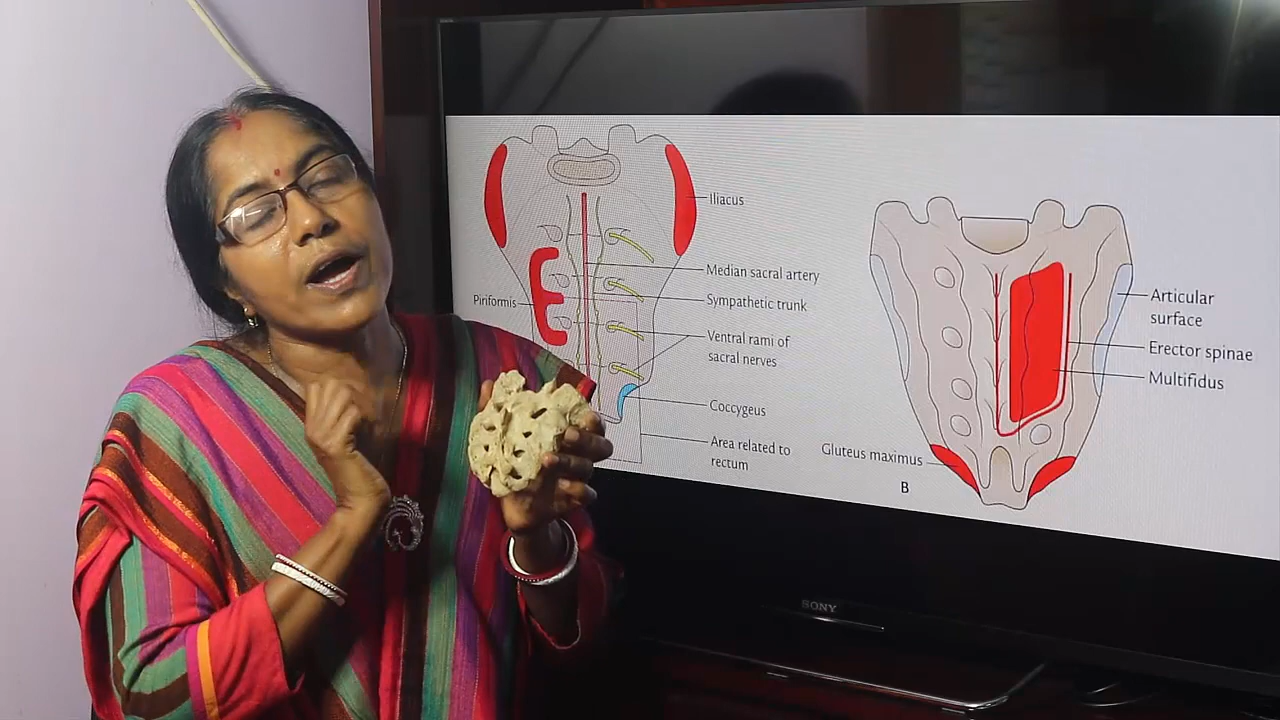 Iliacus
Median sacral artery
Piriformis
Sympathetic trunk
Ventral rami of
sacral nerves
Coccygeus
Area related to
rectum
Articular
surface
Erector spinae
Multifidus
Gluteus maximus
B
SONY